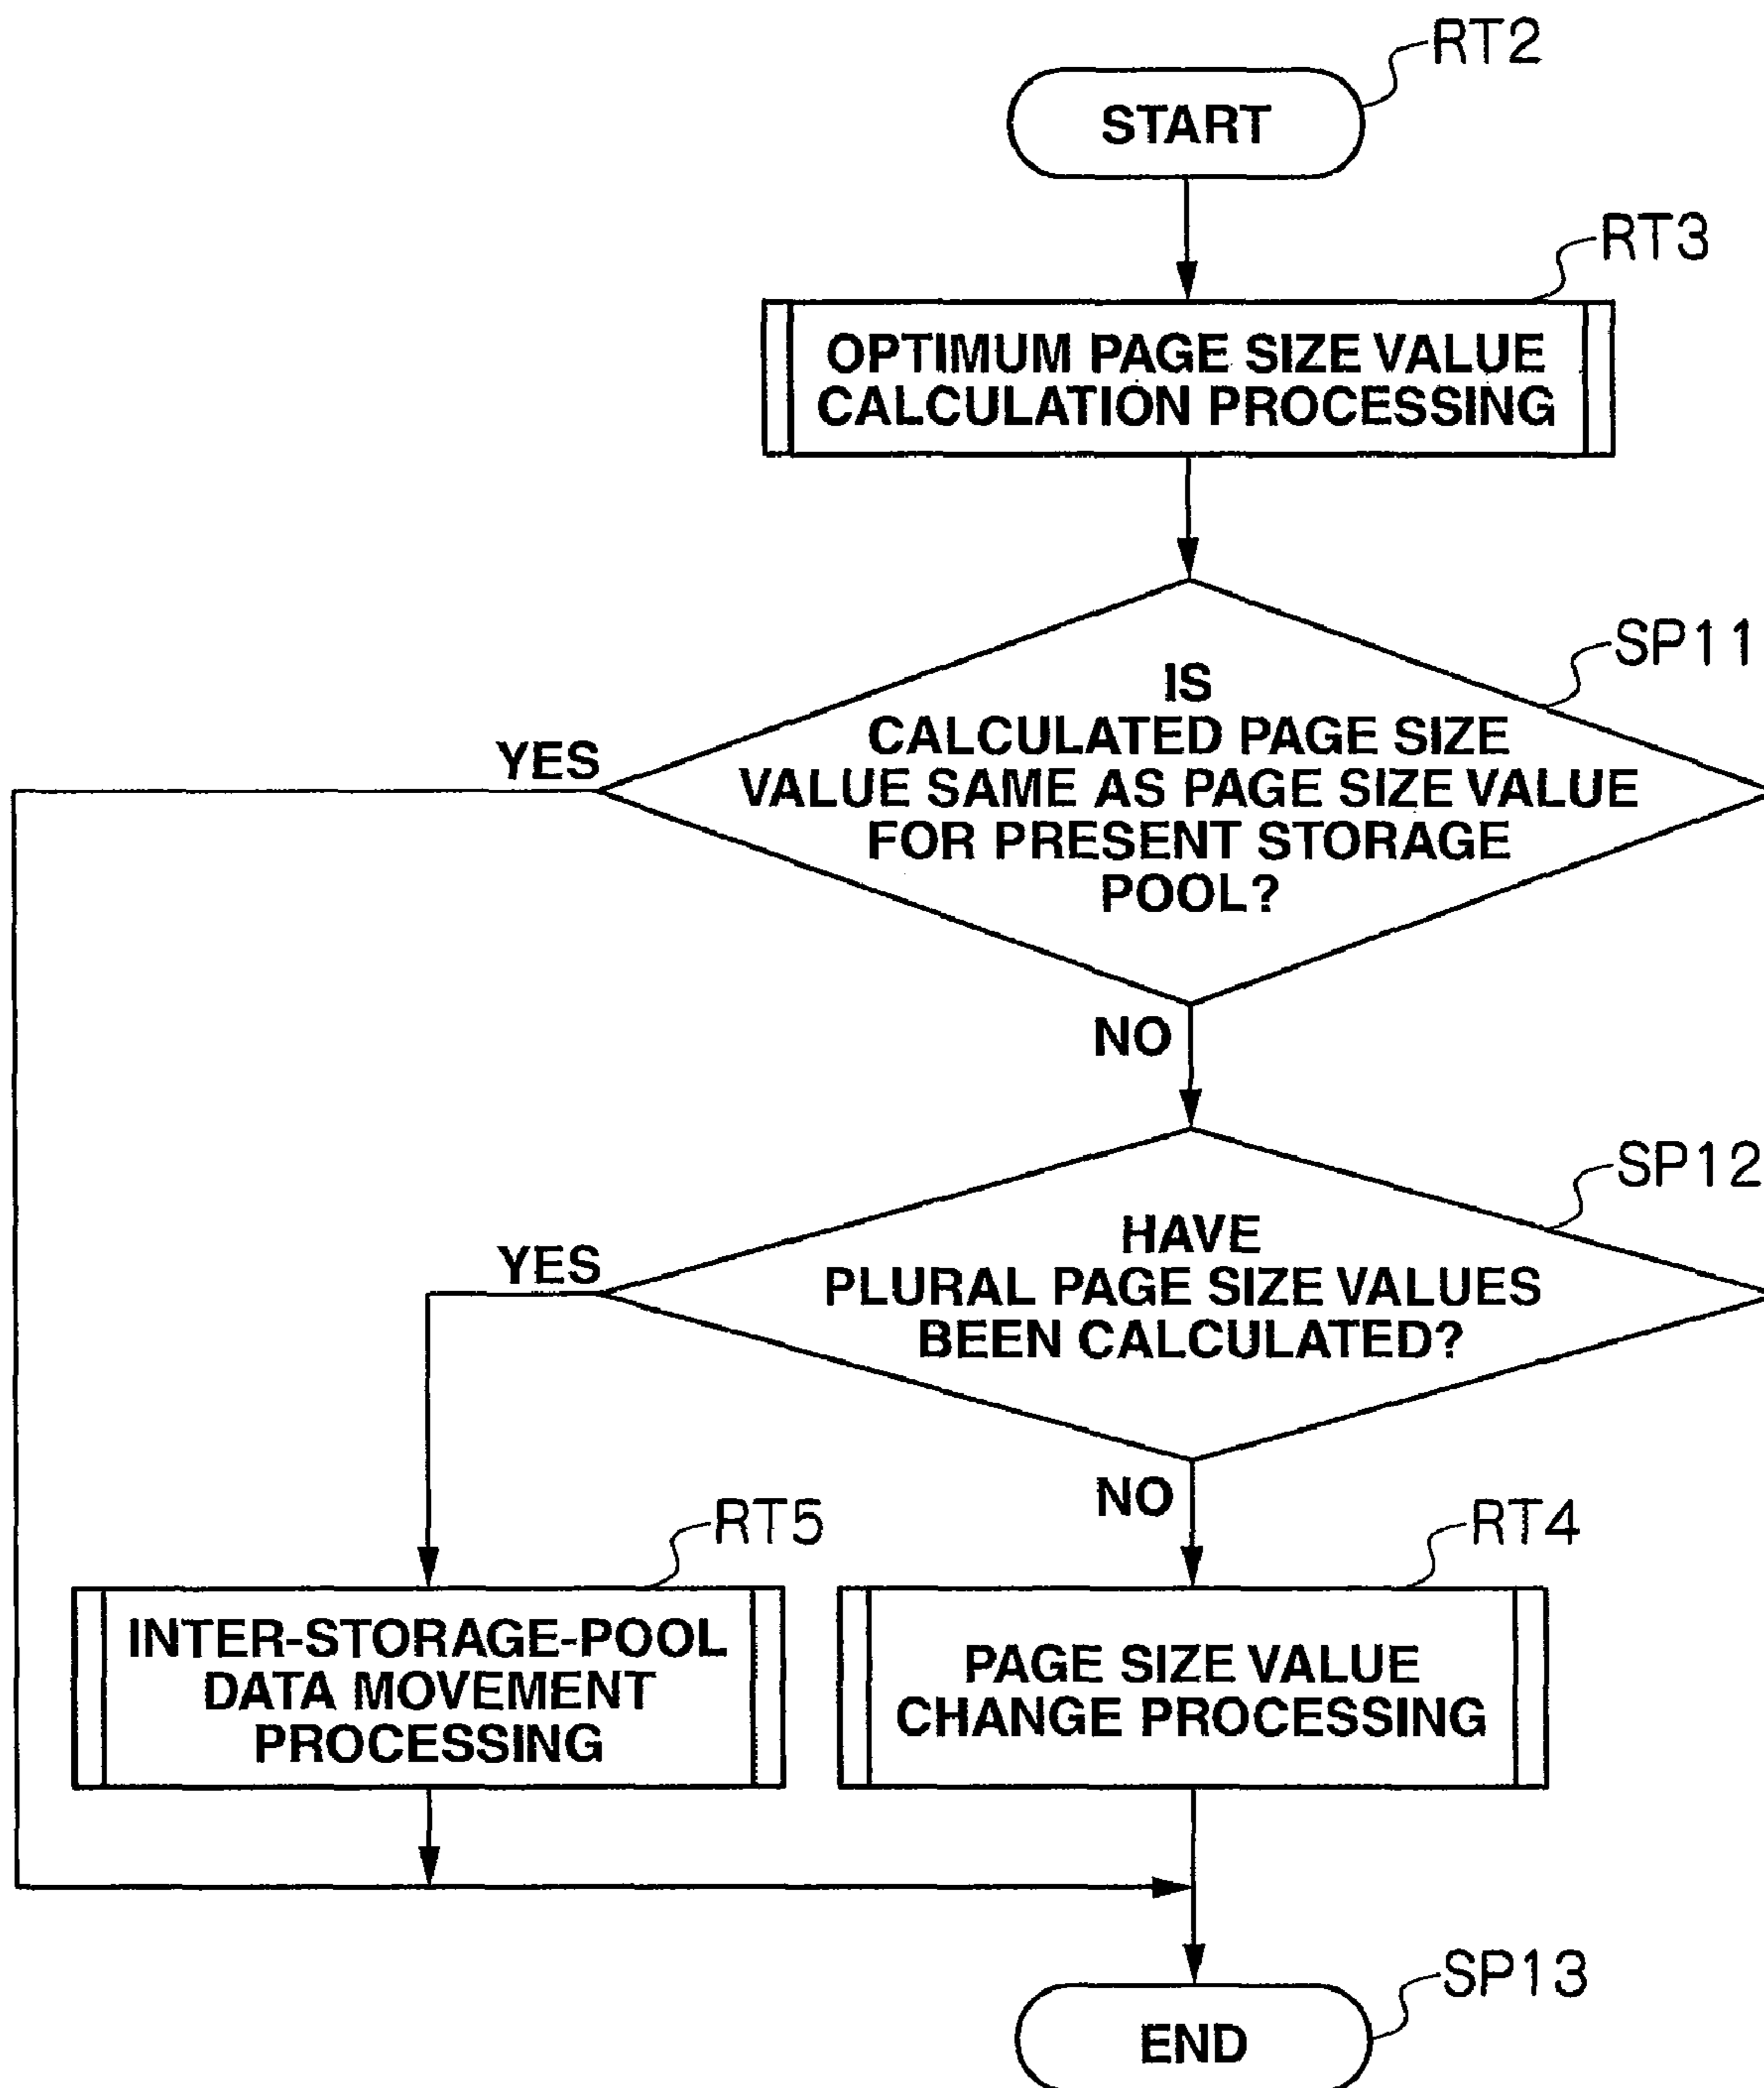 RT2
START
RT3
OPTIMUM PAGE SIZE VALUE
CALCULATION PROCESSING
SP11
IS
CALCULATED PAGE SIZE
VALUE SAME AS PAGE SIZE VALUE
FOR PRESENT STORAGE
POOL?
YES
NO
SP12
HAVE
PLURAL PAGE SIZE VALUES
BEEN CALCULATED?
YES
NO
RT5
INTER-STORAGE-POOL
DATA MOVEMENT
PROCESSING
RT4
PAGE SIZE VALUE
CHANGE PROCESSING
SP13
END